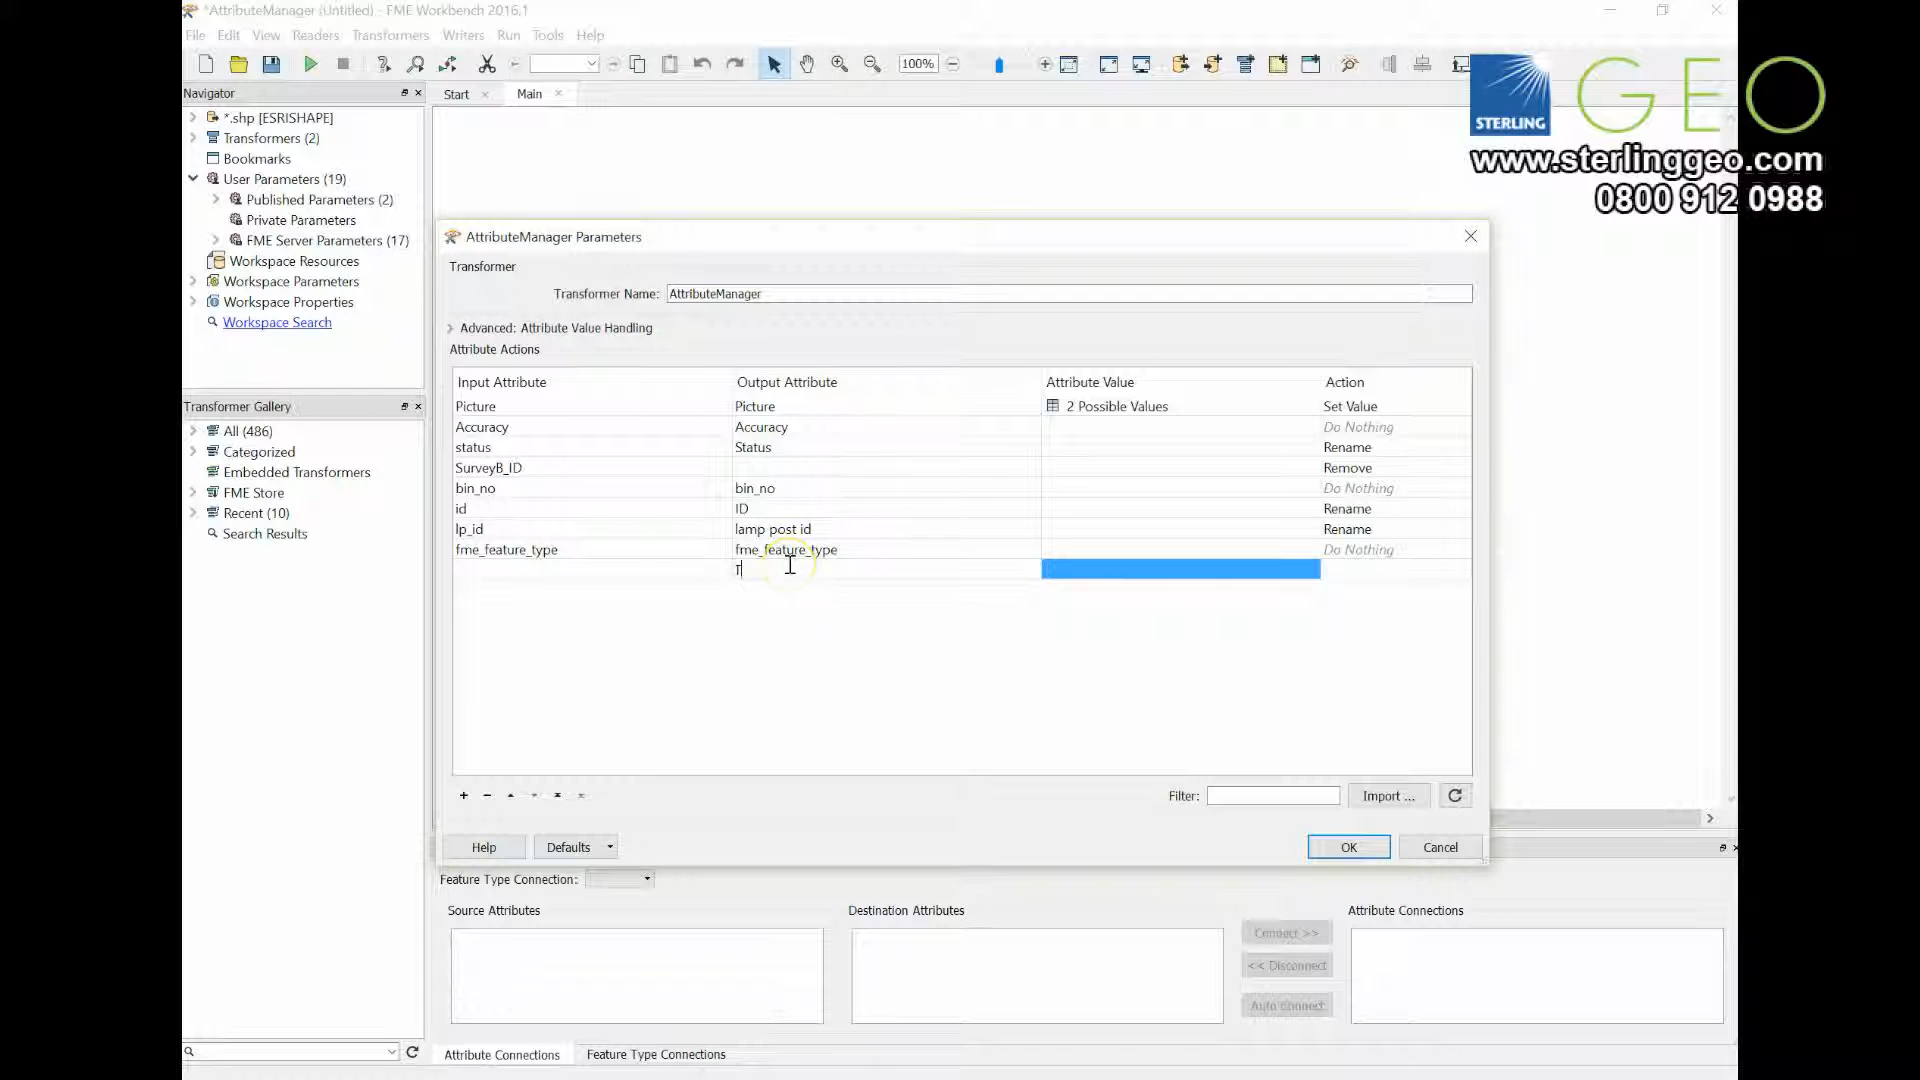 *AttributeManager (Untitled) - FME Workbench 2016.1
File Edit View Readers Transformers Writers Run Tools Help
100%
STERLING
GEO
www.sterlinggeo.com
0800 912 0988
Navigator
*.shp [ESRISHAPE]
Transformers (2)
Bookmarks
User Parameters (19)
Published Parameters (2)
Private Parameters
FME Server Parameters (17)
Workspace Resources
Workspace Parameters
Workspace Properties
Workspace Search
Transformer Gallery
All (486)
Categorized
Embedded Transformers
FME Store
Recent (10)
Search Results
Start Main
AttributeManager Parameters
Transformer
Transformer Name: AttributeManager
Advanced: Attribute Value Handling
Attribute Actions
Input Attribute Output Attribute Attribute Value Action
Picture Picture 2 Possible Values Set Value
Accuracy Accuracy Do Nothing
status Status Rename
SurveyB_ID Remove
bin_no bin_no Do Nothing
id ID Rename
lp_id lamp post id Rename
fme_feature_type fme_feature_type Do Nothing
T
Filter: Import ...
Help Defaults OK Cancel
Feature Type Connection:
Source Attributes Destination Attributes Attribute Connections
Connect >>
<< Disconnect
Auto Connect
Attribute Connections Feature Type Connections